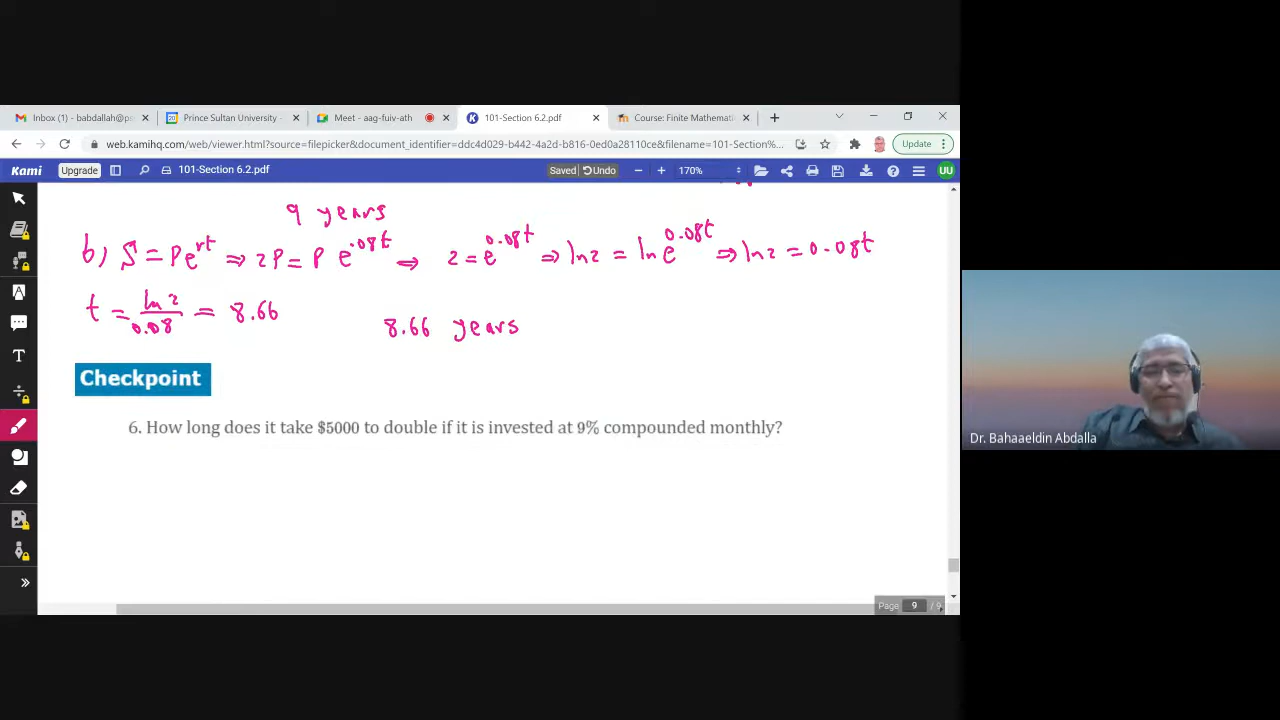 Inbox (1) - babdallah@p
Prince Sultan University -
Meet - aag-fuiv-ath
101-Section 6.2.pdf
Course: Finite Mathemati
web.kamihq.com/web/viewer.html?source=filepicker&document_identifier=ddc4d029-b442-4a2d-b816-0ed0a28110ce&filename=101-Section%...
Update
Kami
Upgrade
101-Section 6.2.pdf
Saved
Undo
170%
UU
9 years
b) S = Pe^rt ⇒ 2P = P e^.08t ⇔ 2 = e^0.08t ⇒ ln2 = ln e^0.08t ⇒ ln2 = 0.08t
t = ln 2 / 0.08 = 8.66
8.66 years
Checkpoint
6. How long does it take $5000 to double if it is invested at 9% compounded monthly?
Dr. Bahaaeldin Abdalla
Page 9 / 9